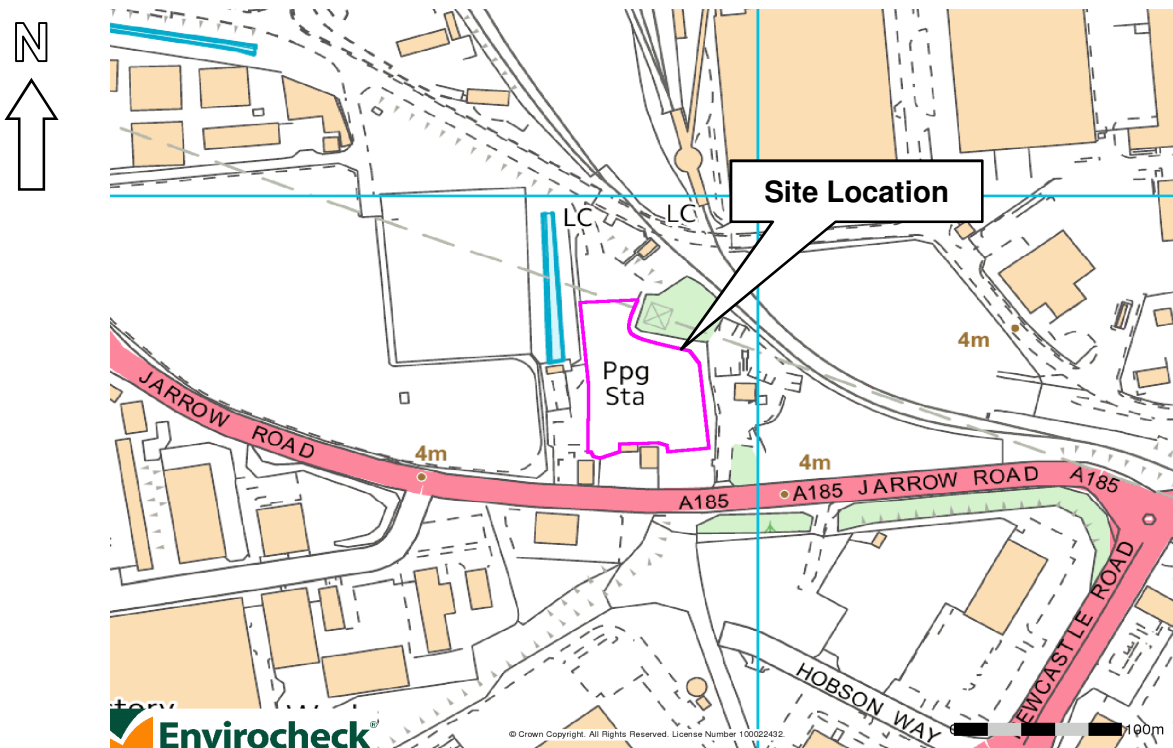 N
Site Location
LC
LC
4m
Ppg
Sta
JARROW ROAD
4m
4m
A185
A185 JARROW ROAD
A185
NEWCASTLE ROAD
HOBSON WAY
100m
Envirocheck®
© Crown Copyright. All Rights Reserved. License Number 100022432.